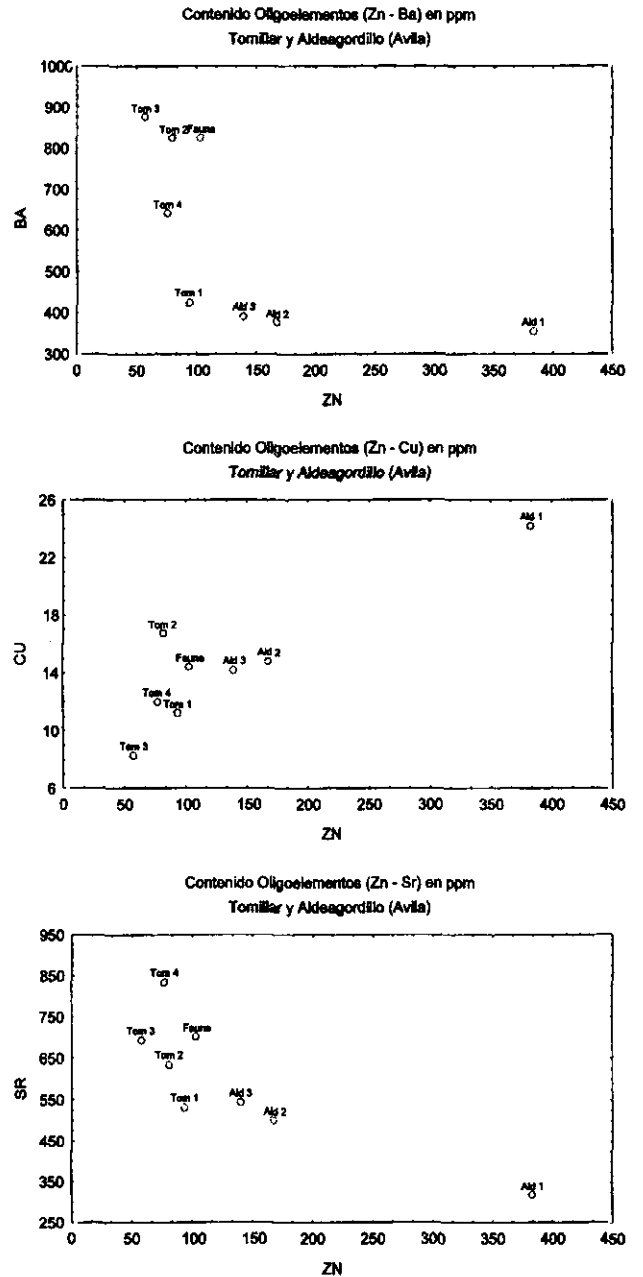 Contenido Oligoelementos (Zn - Ba) en ppm
Tomillar y Aldeagordillo (Avila)
1000
900
800
700
600
500
400
300
BA
Tom 3
Tom 2
Fauna
Tom 4
Tom 1
Ald 3
Ald 2
Ald 1
0 50 100 150 200 250 300 350 400 450
ZN
Contenido Oligoelementos (Zn - Cu) en ppm
Tomillar y Aldeagordillo (Avila)
26
22
18
14
10
6
CU
Ald 1
Tom 2
Fauna
Ald 3
Ald 2
Tom 4
Tom 1
Tom 3
0 50 100 150 200 250 300 350 400 450
ZN
Contenido Oligoelementos (Zn - Sr) en ppm
Tomillar y Aldeagordillo (Avila)
950
850
750
650
550
450
350
250
SR
Tom 4
Tom 3
Fauna
Tom 2
Tom 1
Ald 3
Ald 2
Ald 1
0 50 100 150 200 250 300 350 400 450
ZN